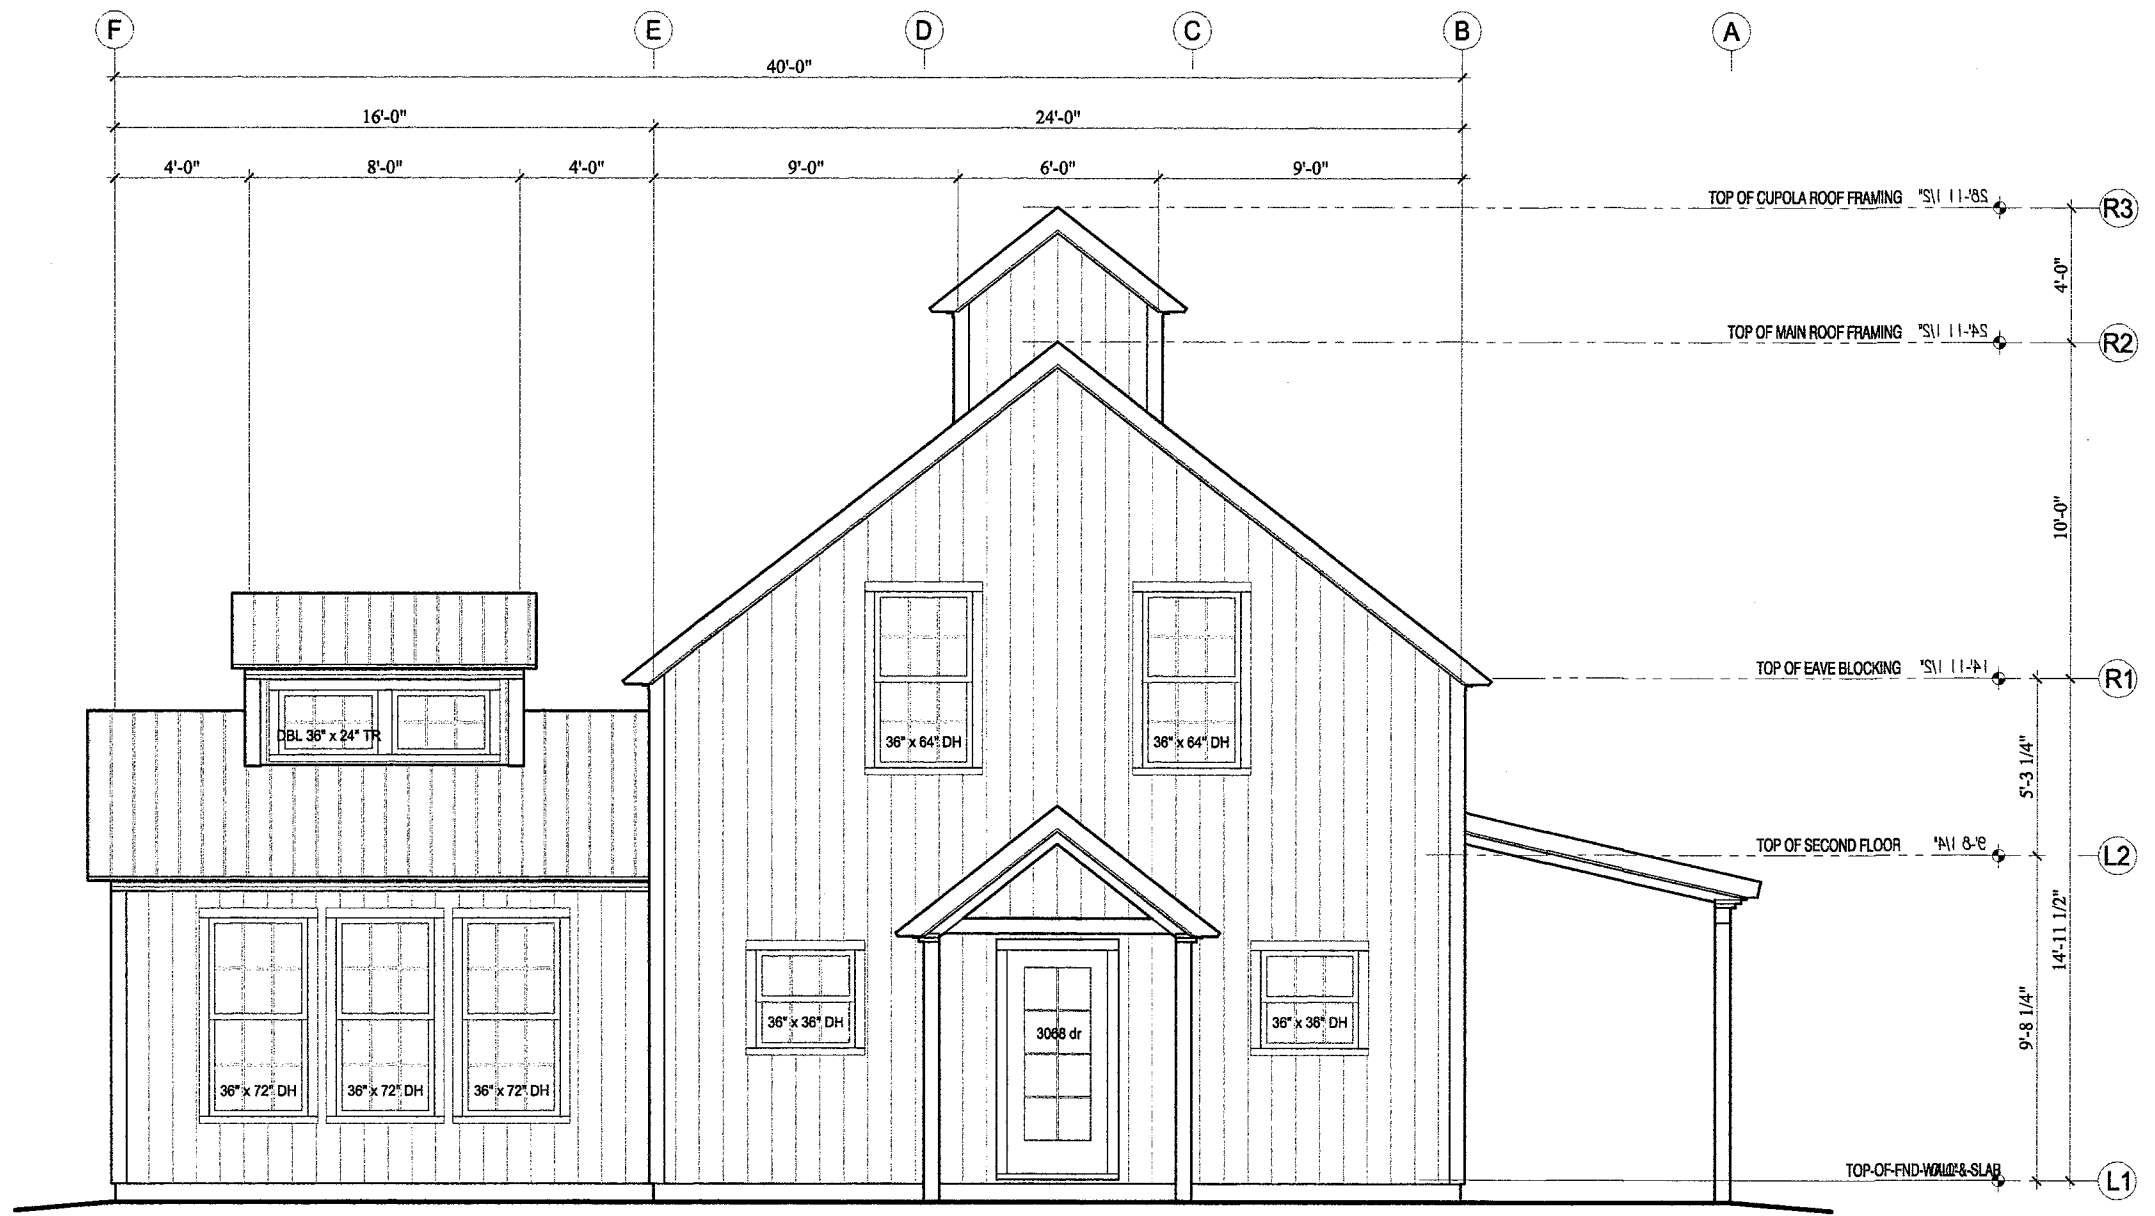 F E D C B A
40'-0"
16'-0" 24'-0"
4'-0" 8'-0" 4'-0" 9'-0" 6'-0" 9'-0"
TOP OF CUPOLA ROOF FRAMING 28'-11 1/2" R3
4'-0"
TOP OF MAIN ROOF FRAMING 24'-11 1/2" R2
10'-0"
TOP OF EAVE BLOCKING 14'-11 1/2" R1
DBL 36" x 24" TR
36" x 64" DH 36" x 64" DH
5'-3 1/4"
TOP OF SECOND FLOOR 9'-8 1/4" L2
14'-11 1/2"
9'-8 1/4"
36" x 36" DH 3068 dr 36" x 36" DH
36" x 72" DH 36" x 72" DH 36" x 72" DH
TOP-OF-FND-WALL-&-SLAB L1